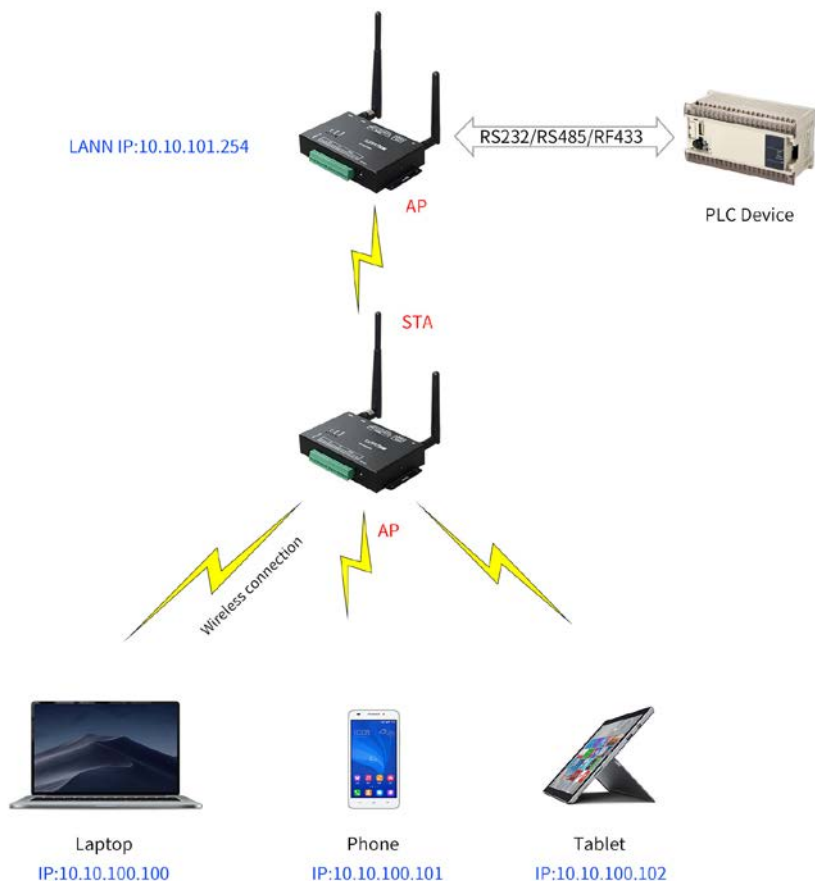 LANN IP:10.10.101.254
RS232/RS485/RF433
AP
PLC Device
STA
AP
Wireless connection
Laptop
Phone
Tablet
IP:10.10.100.100
IP:10.10.100.101
IP:10.10.100.102